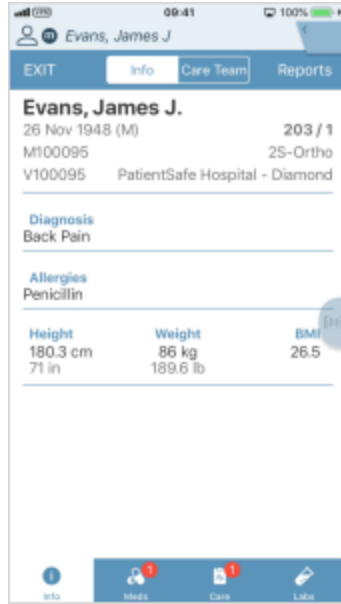 VPN 09:41 100%
Evans, James J
EXIT Info Care Team Reports
Evans, James J.
26 Nov 1948 (M) 203 / 1
M100095 2S-Ortho
V100095 PatientSafe Hospital - Diamond
Diagnosis
Back Pain
Allergies
Penicillin
Height Weight BMI
180.3 cm 86 kg 26.5
71 in 189.6 lb
1 1
Info Meds Care Labs